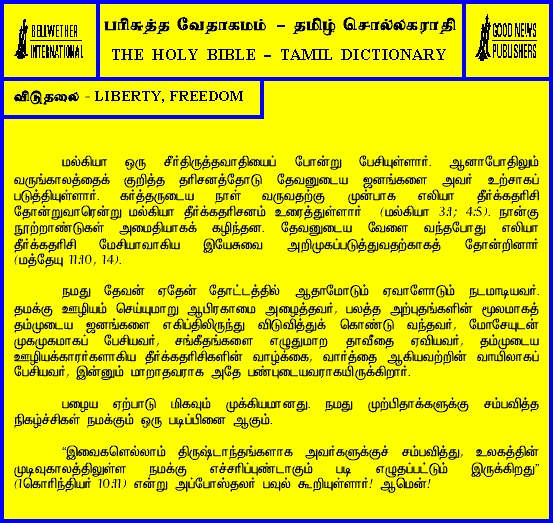 BELLWETHER
INTERNATIONAL
பரிசுத்த வேதாகமம் – தமிழ் சொல்லகராதி
THE HOLY BIBLE – TAMIL DICTIONARY
GOOD NEWS
PUBLISHERS
விடுதலை - LIBERTY, FREEDOM
மல்கியா ஒரு சீர்திருத்தவாதியைப் போன்று பேசியுள்ளார். ஆனாபோதிலும்
வருங்காலத்தைக் குறித்த தரிசனத்தோடு தேவனுடைய ஜனங்களை அவர் உற்சாகப்
படுத்தியுள்ளார். கர்த்தருடைய நாள் வருவதற்கு முன்பாக எலியா தீர்க்கதரிசி
தோன்றுவாரென்று மல்கியா தீர்க்கதரிசனம் உரைத்துள்ளார் (மல்கியா 3:1; 4:5). நான்கு
நூற்றாண்டுகள் அமைதியாகக் கழிந்தன. தேவனுடைய வேளை வந்தபோது எலியா
தீர்க்கதரிசி மேசியாவாகிய இயேசுவை அறிமுகப்படுத்துவதற்காகத் தோன்றினார்
(மத்தேயு 11:10, 14).
நமது தேவன் ஏதேன் தோட்டத்தில் ஆதாமோடும் ஏவாளோடும் நடமாடியவர்.
தமக்கு ஊழியம் செய்யுமாறு ஆபிரகாமை அழைத்தவர், பலத்த அற்புதங்களின் மூலமாகத்
தம்முடைய ஜனங்களை எகிப்திலிருந்து விடுவித்துக் கொண்டு வந்தவர், மோசேயுடன்
முகமுகமாகப் பேசியவர், சங்கீதங்களை எழுதுமாற தாவீதை ஏவியவர், தம்முடைய
ஊழியக்காரர்களாகிய தீர்க்கதரிசிகளின் வாழ்க்கை, வார்த்தை ஆகியவற்றின் வாயிலாகப்
பேசியவர், இன்னும் மாறாதவராக அதே பண்புடையவராகயிருக்கிறார்.
பழைய ஏற்பாடு மிகவும் முக்கியமானது. நமது முற்பிதாக்களுக்கு சம்பவித்த
நிகழ்ச்சிகள் நமக்கும் ஒரு படிப்பினை ஆகும்.
“இவைகளெல்லாம் திருஷ்டாந்தங்களாக அவர்களுக்குச் சம்பவித்து, உலகத்தின்
முடிவுகாலத்திலுள்ள நமக்கு எச்சரிப்புண்டாகும் படி எழுதப்பட்டும் இருக்கிறது”
(1கொரிந்தியர் 10:11) என்று அப்போஸ்தலர் பவுல் கூறியுள்ளார்! ஆமென்!